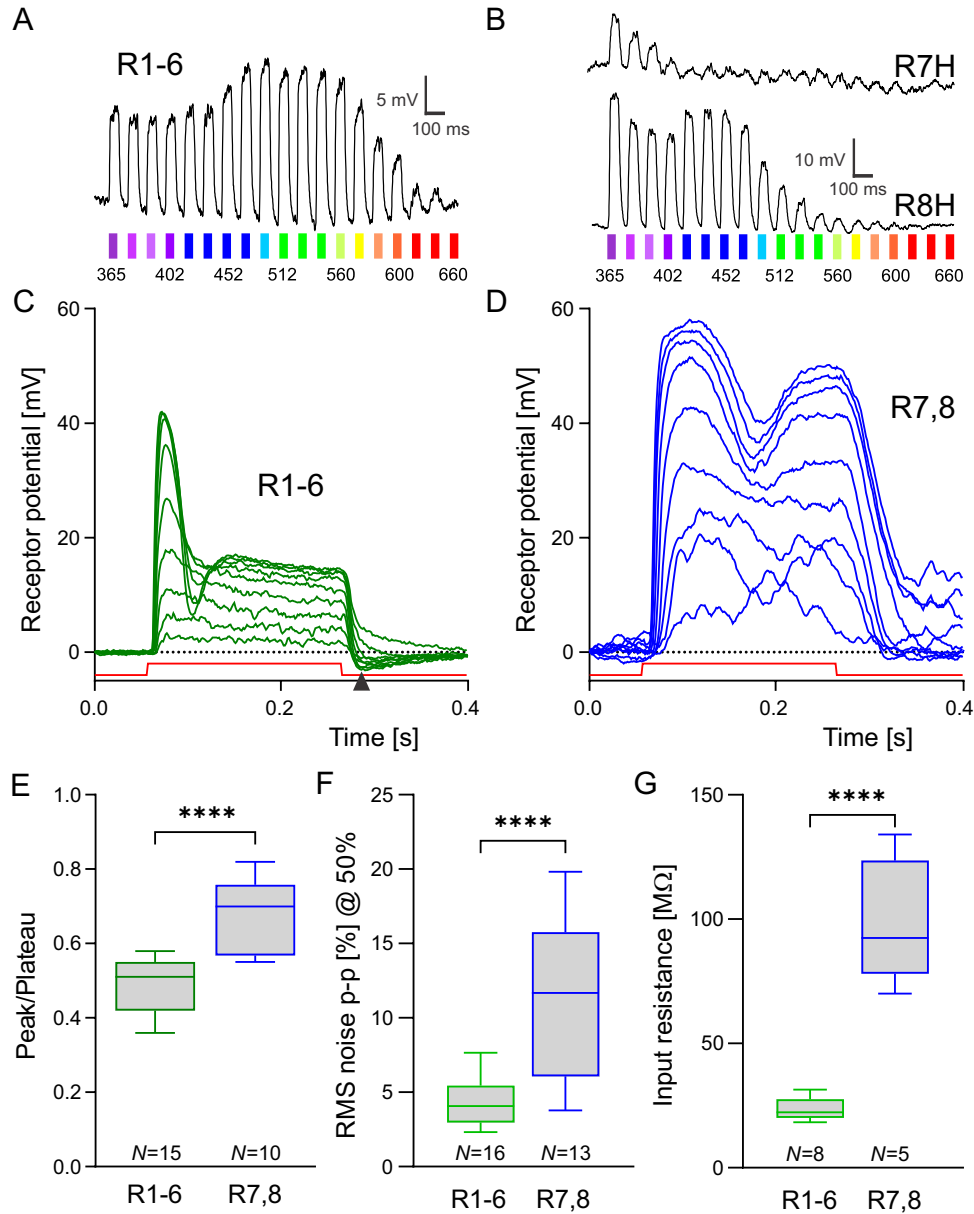 A
R1-6
5 mV
100 ms
365 402 452 512 560 600 660
B
R7H
10 mV
100 ms
R8H
365 402 452 512 560 600 660
C
Receptor potential [mV]
60
40
20
0
R1-6
0.0 0.2 0.4
Time [s]
D
Receptor potential [mV]
60
40
20
0
R7,8
0.0 0.2 0.4
Time [s]
E
Peak/Plateau
1.0
0.8
0.6
0.4
0.2
0.0
****
N=15 N=10
R1-6 R7,8
F
RMS noise p-p [%] @ 50%
25
20
15
10
5
0
****
N=16 N=13
R1-6 R7,8
G
Input resistance [MΩ]
150
100
50
0
****
N=8 N=5
R1-6 R7,8